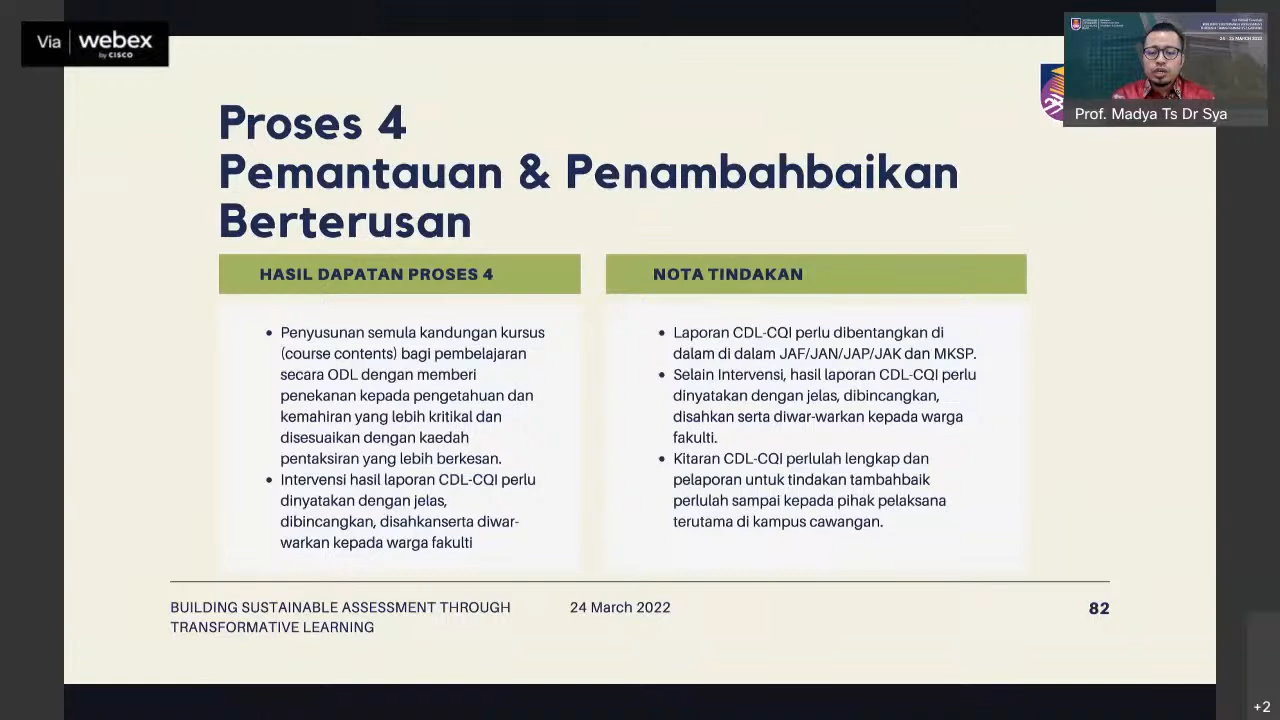 Via webex
by CISCO
Prof. Madya Ts Dr Sya
Proses 4
Pemantauan & Penambahbaikan
Berterusan
HASIL DAPATAN PROSES 4
Penyusunan semula kandungan kursus
(course contents) bagi pembelajaran
secara ODL dengan memberi
penekanan kepada pengetahuan dan
kemahiran yang lebih kritikal dan
disesuaikan dengan kaedah
pentaksiran yang lebih berkesan.
Intervensi hasil laporan CDL-CQI perlu
dinyatakan dengan jelas,
dibincangkan, disahkanserta diwar-
warkan kepada warga fakulti
NOTA TINDAKAN
Laporan CDL-CQI perlu dibentangkan di
dalam di dalam JAF/JAN/JAP/JAK dan MKSP.
Selain Intervensi, hasil laporan CDL-CQI perlu
dinyatakan dengan jelas, dibincangkan,
disahkan serta diwar-warkan kepada warga
fakulti.
Kitaran CDL-CQI perlulah lengkap dan
pelaporan untuk tindakan tambahbaik
perlulah sampai kepada pihak pelaksana
terutama di kampus cawangan.
BUILDING SUSTAINABLE ASSESSMENT THROUGH
TRANSFORMATIVE LEARNING
24 March 2022
82
+2